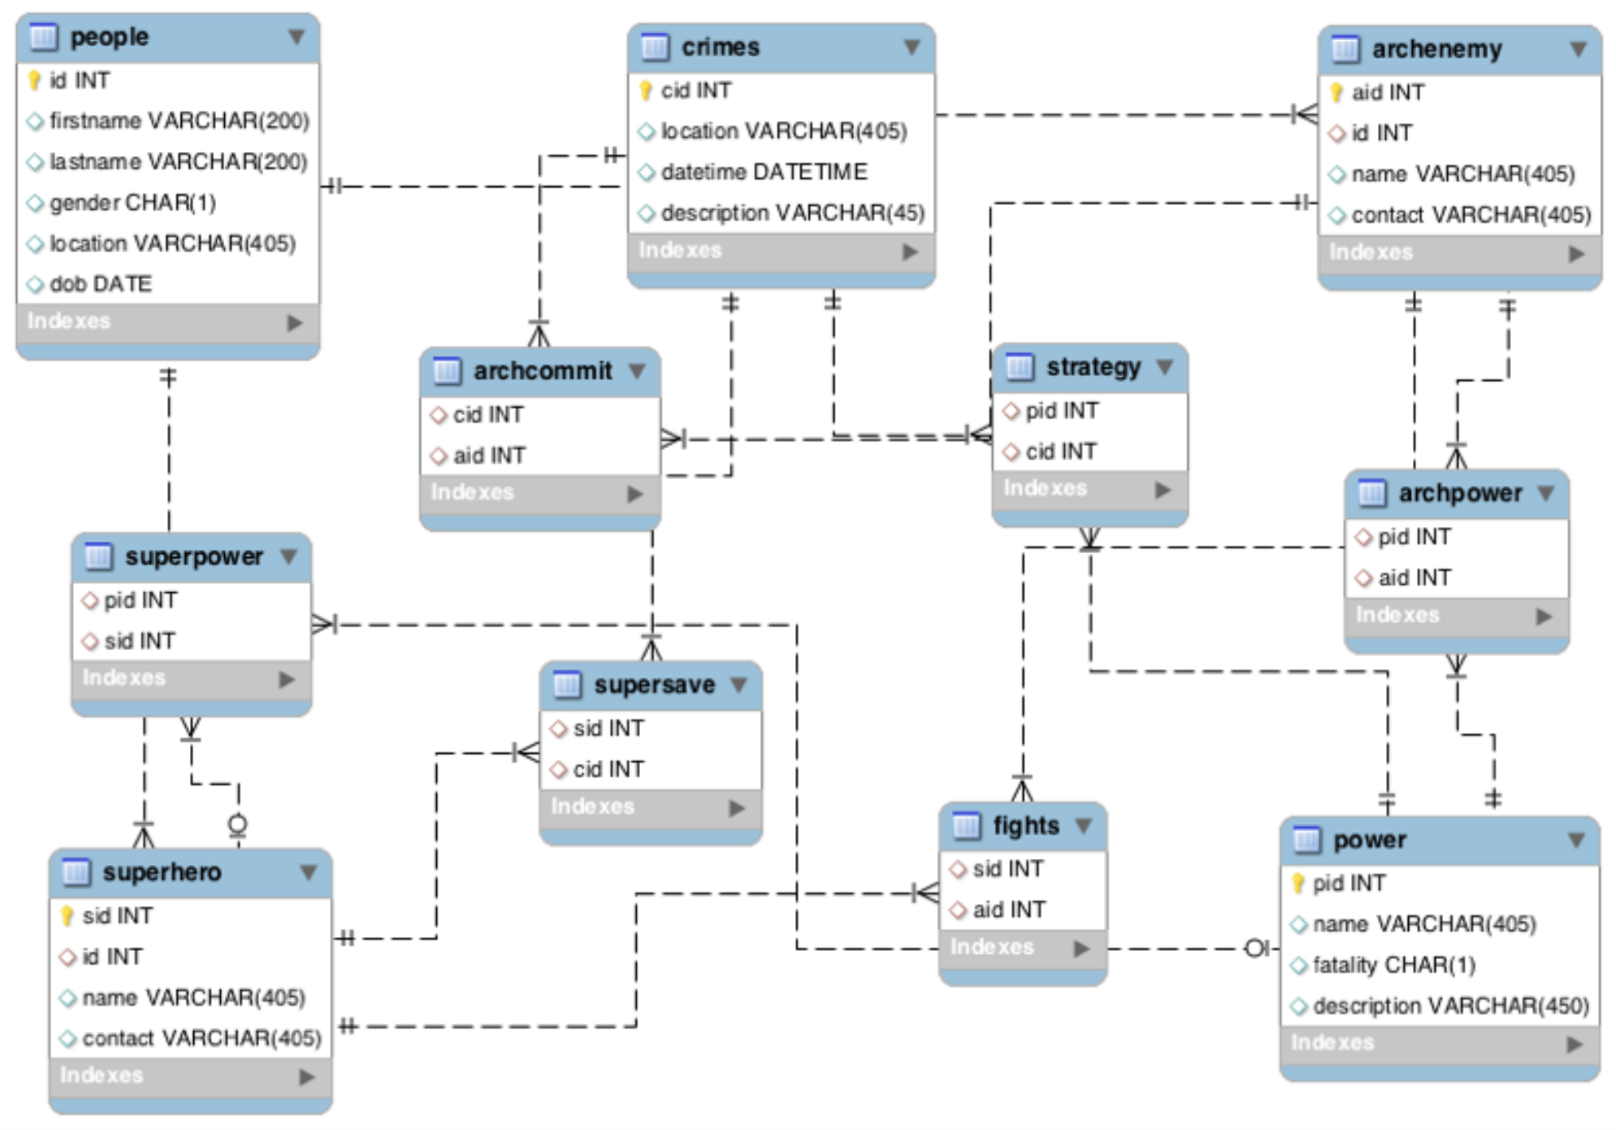 people
id INT
firstname VARCHAR(200)
lastname VARCHAR(200)
gender CHAR(1)
location VARCHAR(405)
dob DATE
Indexes
crimes
cid INT
location VARCHAR(405)
datetime DATETIME
description VARCHAR(45)
Indexes
archenemy
aid INT
id INT
name VARCHAR(405)
contact VARCHAR(405)
Indexes
archcommit
cid INT
aid INT
Indexes
strategy
pid INT
cid INT
Indexes
archpower
pid INT
aid INT
Indexes
superpower
pid INT
sid INT
Indexes
supersave
sid INT
cid INT
Indexes
fights
sid INT
aid INT
Indexes
power
pid INT
name VARCHAR(405)
fatality CHAR(1)
description VARCHAR(450)
Indexes
superhero
sid INT
id INT
name VARCHAR(405)
contact VARCHAR(405)
Indexes